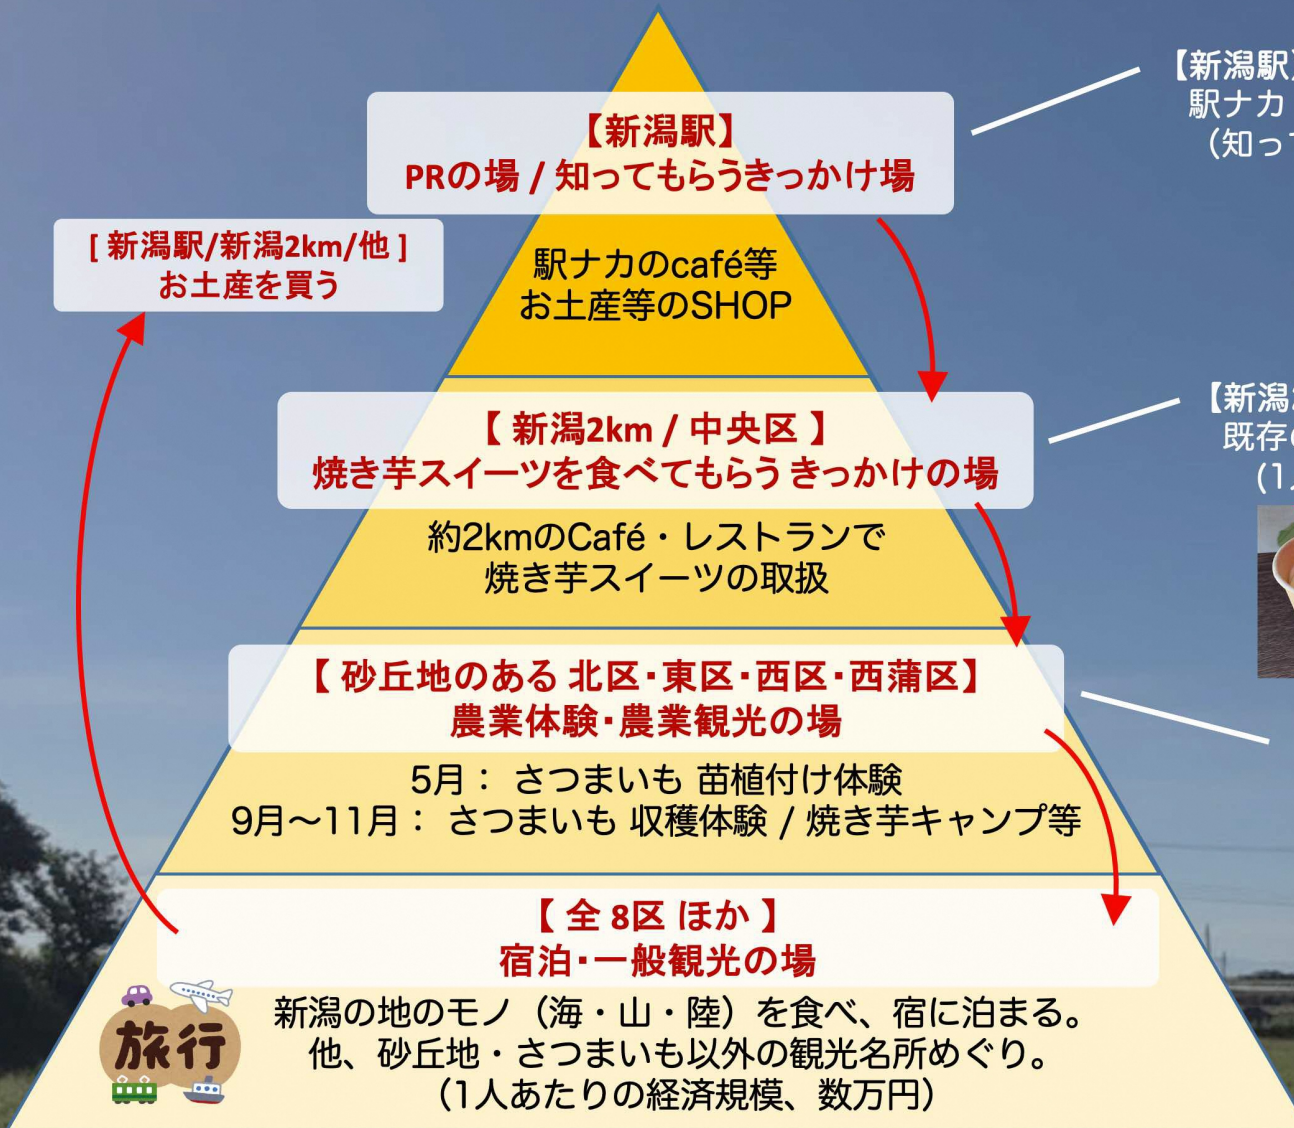 【新潟駅】
PRの場 / 知ってもらうきっかけ場
駅ナカのcafé等
お土産等のSHOP
[ 新潟駅/新潟2km/他 ]
お土産を買う
【新潟駅】
駅ナカ
(知っ
【 新潟2km / 中央区 】
焼き芋スイーツを食べてもらう きっかけの場
約2kmのCafé・レストランで
焼き芋スイーツの取扱
【新潟
既存
(1
【 砂丘地のある 北区・東区・西区・西蒲区】
農業体験・農業観光の場
5月： さつまいも 苗植付け体験
9月～11月： さつまいも 収穫体験 / 焼き芋キャンプ等
【 全 8区 ほか 】
宿泊・一般観光の場
旅行
新潟の地のモノ（海・山・陸）を食べ、宿に泊まる。
他、砂丘地・さつまいも以外の観光名所めぐり。
（1人あたりの経済規模、数万円）